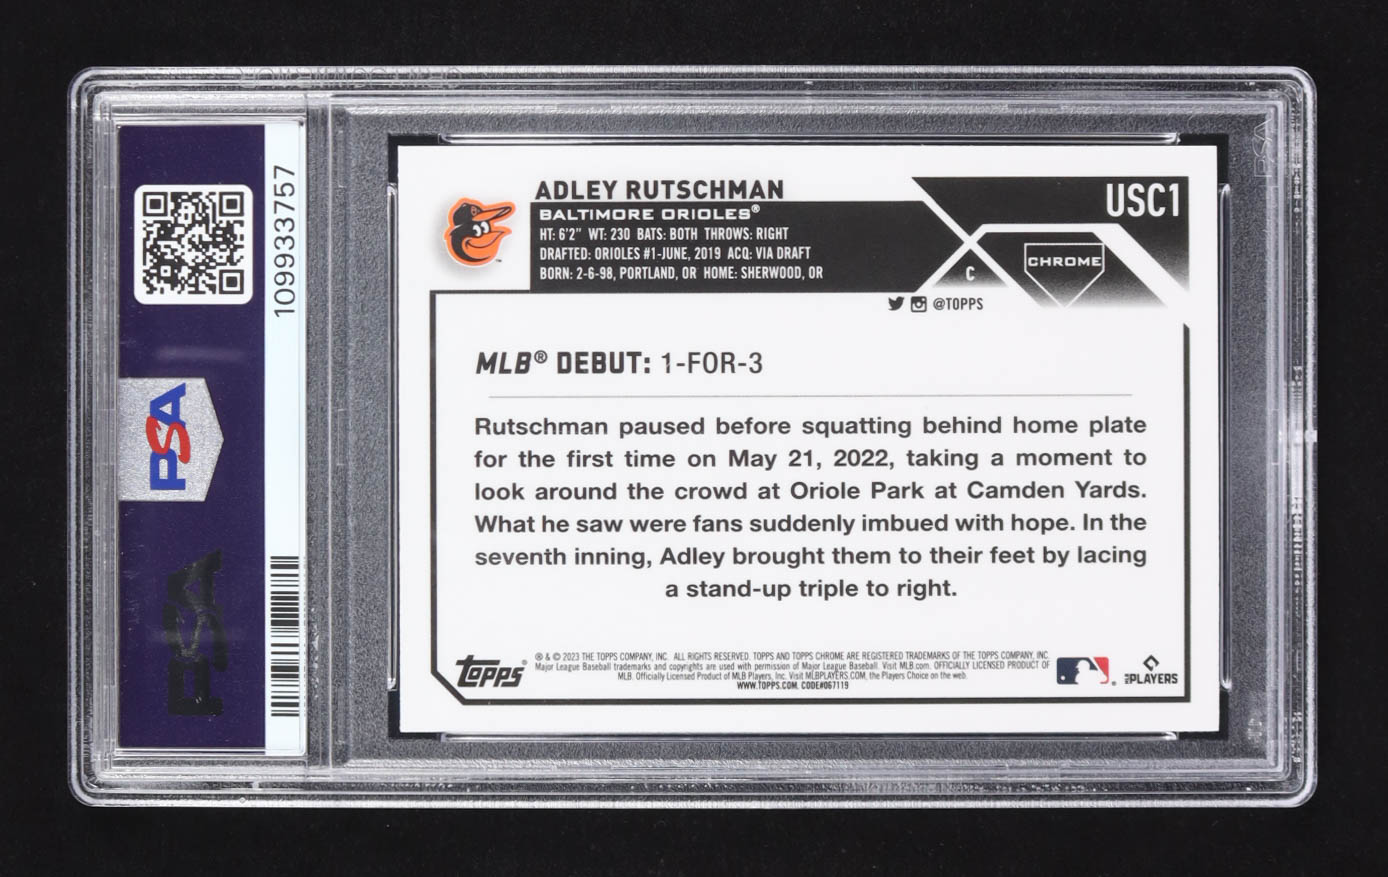 109933757
PSA
PSA
ADLEY RUTSCHMAN
BALTIMORE ORIOLES®
HT: 6'2" WT: 230 BATS: BOTH THROWS: RIGHT
DRAFTED: ORIOLES #1-JUNE, 2019 ACQ: VIA DRAFT
BORN: 2-6-98, PORTLAND, OR HOME: SHERWOOD, OR
USC1
C
CHROME
@TOPPS
MLB® DEBUT: 1-FOR-3
Rutschman paused before squatting behind home plate
for the first time on May 21, 2022, taking a moment to
look around the crowd at Oriole Park at Camden Yards.
What he saw were fans suddenly imbued with hope. In the
seventh inning, Adley brought them to their feet by lacing
a stand-up triple to right.
Topps®
® & © 2023 THE TOPPS COMPANY, INC. ALL RIGHTS RESERVED. TOPPS AND TOPPS CHROME ARE REGISTERED TRADEMARKS OF THE TOPPS COMPANY, INC.
Major League Baseball trademarks and copyrights are used with permission of Major League Baseball. Visit MLB.com. OFFICIALLY LICENSED PRODUCT OF
MLB. Officially Licensed Product of MLB Players, Inc. Visit MLBPLAYERS.COM, the Players Choice on the web.
WWW.TOPPS.COM. CODE#067119
MLB PLAYERS